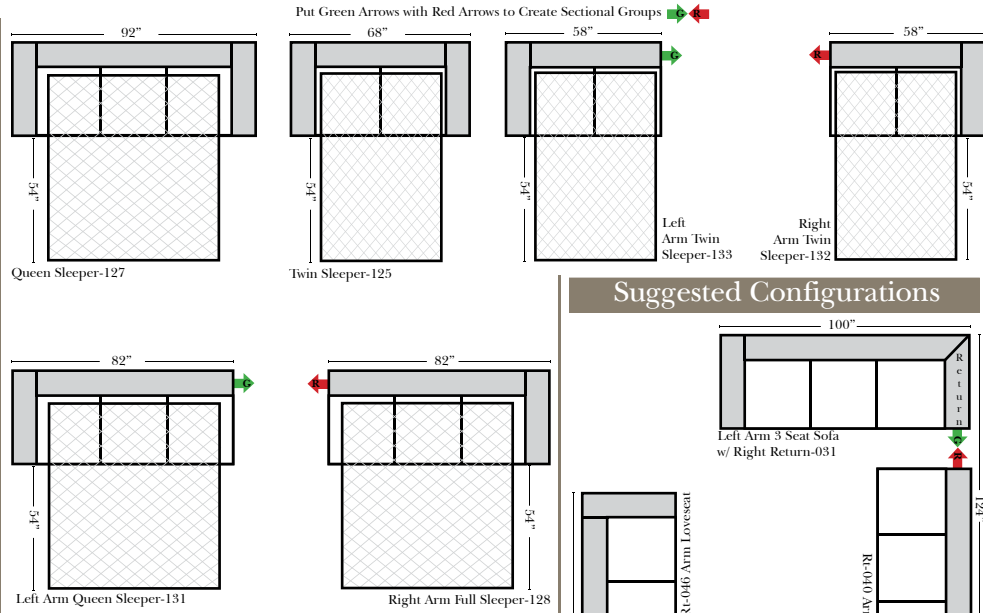 Put Green Arrows with Red Arrows to Create Sectional Groups G R
92”
68”
58”
58”
G
R
54”
54”
54”
54”
Queen Sleeper-127
Twin Sleeper-125
Left
Arm Twin
Sleeper-133
Right
Arm Twin
Sleeper-132
Suggested Configurations
82”
82”
G
R
54”
54”
Left Arm Queen Sleeper-131
Right Arm Full Sleeper-128
100”
Return
Left Arm 3 Seat Sofa
w/ Right Return-031
G
R
124”
Rt-046 Arm Loveseat
Rt-040